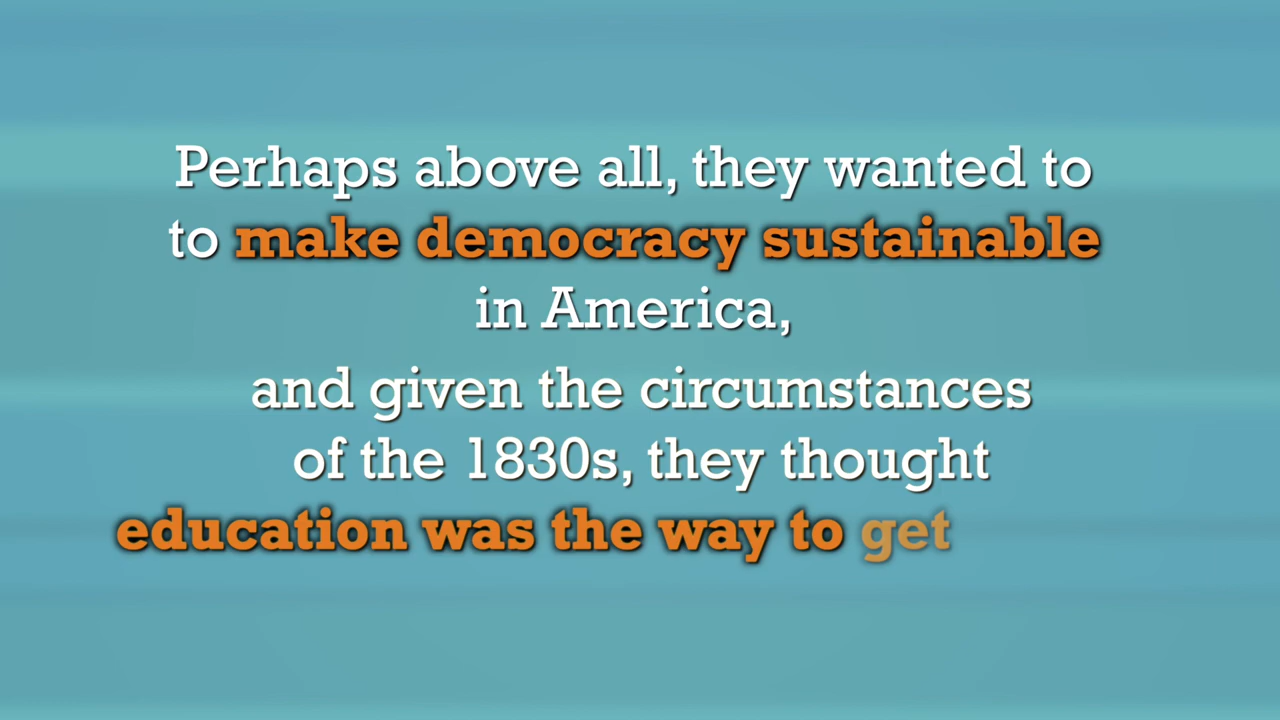 Perhaps above all, they wanted to
to make democracy sustainable
in America,
and given the circumstances
of the 1830s, they thought
education was the way to get